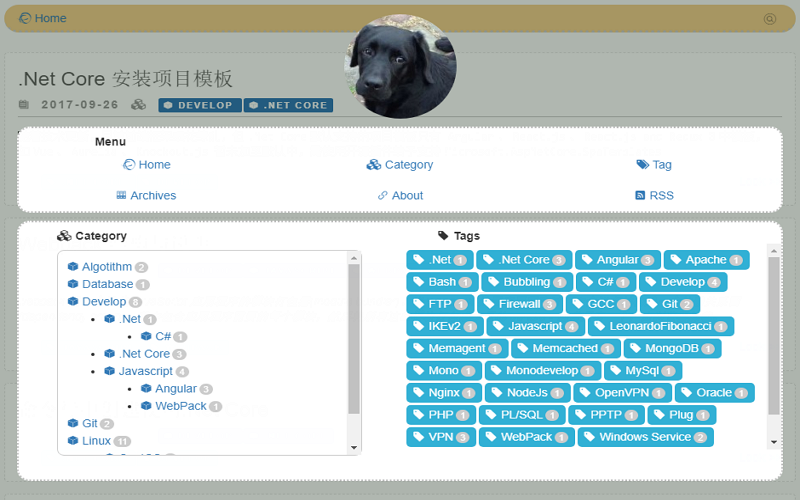 Home
.Net Core 安装项目模板
2017-09-26 DEVELOP .NET CORE
Menu
Home Category Tag
Archives About RSS
Category
Algotithm 2
Database 1
Develop 8
.Net 1
C# 1
.Net Core 3
Javascript 4
Angular 3
WebPack 1
Git 2
Linux 11
Tags
.Net 1 .Net Core 3 Angular 3 Apache 1
Bash 1 Bubbling 1 C# 1 Develop 4
FTP 1 Firewall 3 GCC 1 Git 2
IKEv2 1 Javascript 4 LeonardoFibonacci 1
Memagent 1 Memcached 1 MongoDB 1
Mono 1 Monodevelop 1 MySql 1
Nginx 1 NodeJs 1 OpenVPN 1 Oracle 1
PHP 1 PL/SQL 1 PPTP 1 Plug 1
VPN 3 WebPack 1 Windows Service 2